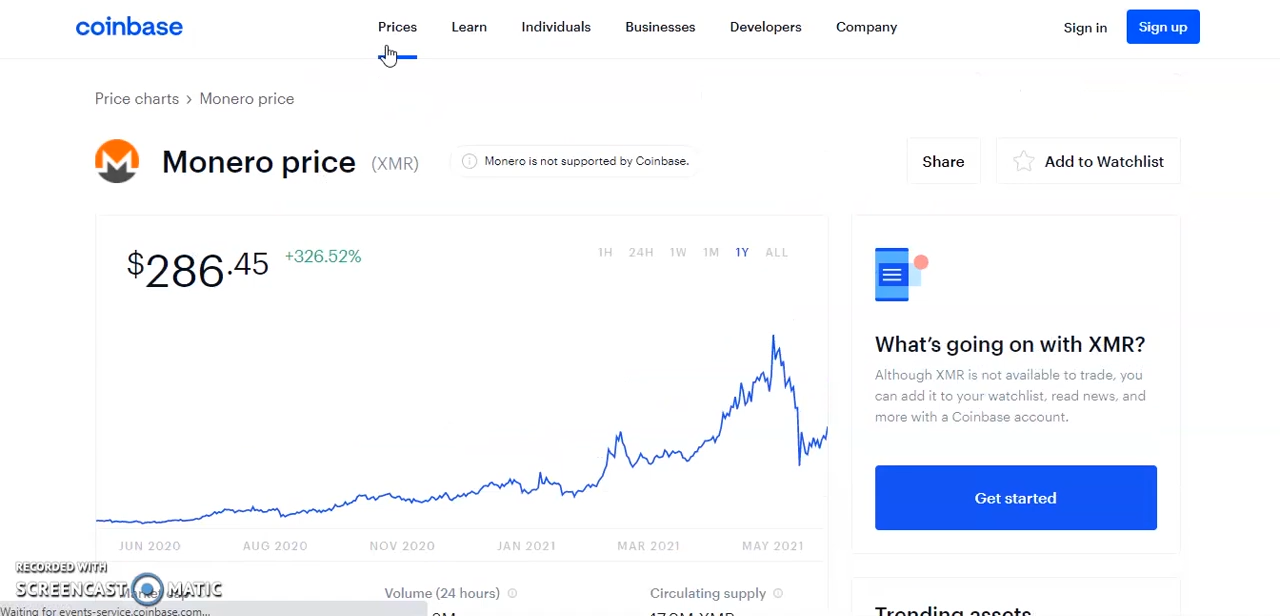 coinbase
Prices
Learn
Individuals
Businesses
Developers
Company
Sign in
Sign up
Price charts › Monero price
Monero price (XMR)
Monero is not supported by Coinbase.
Share
Add to Watchlist
$286.45 +326.52%
1H 24H 1W 1M 1Y ALL
JUN 2020 AUG 2020 NOV 2020 JAN 2021 MAR 2021 MAY 2021
What's going on with XMR?
Although XMR is not available to trade, you
can add it to your watchlist, read news, and
more with a Coinbase account.
Get started
Volume (24 hours)
Circulating supply
Trending assets
RECORDED WITH
SCREENCAST MATIC
Waiting for events-service.coinbase.com...